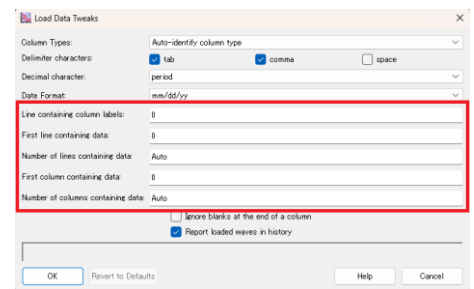 Load Data Tweaks
Column Types: Auto-identify column type
Delimiter characters: tab comma space
Decimal character: period
Date Format: mm/dd/yy
Line containing column labels: 0
First line containing data: 0
Number of lines containing data: Auto
First column containing data: 0
Number of columns containing data: Auto
Ignore blanks at the end of a column
Report loaded waves in history
OK Revert to Defaults Help Cancel